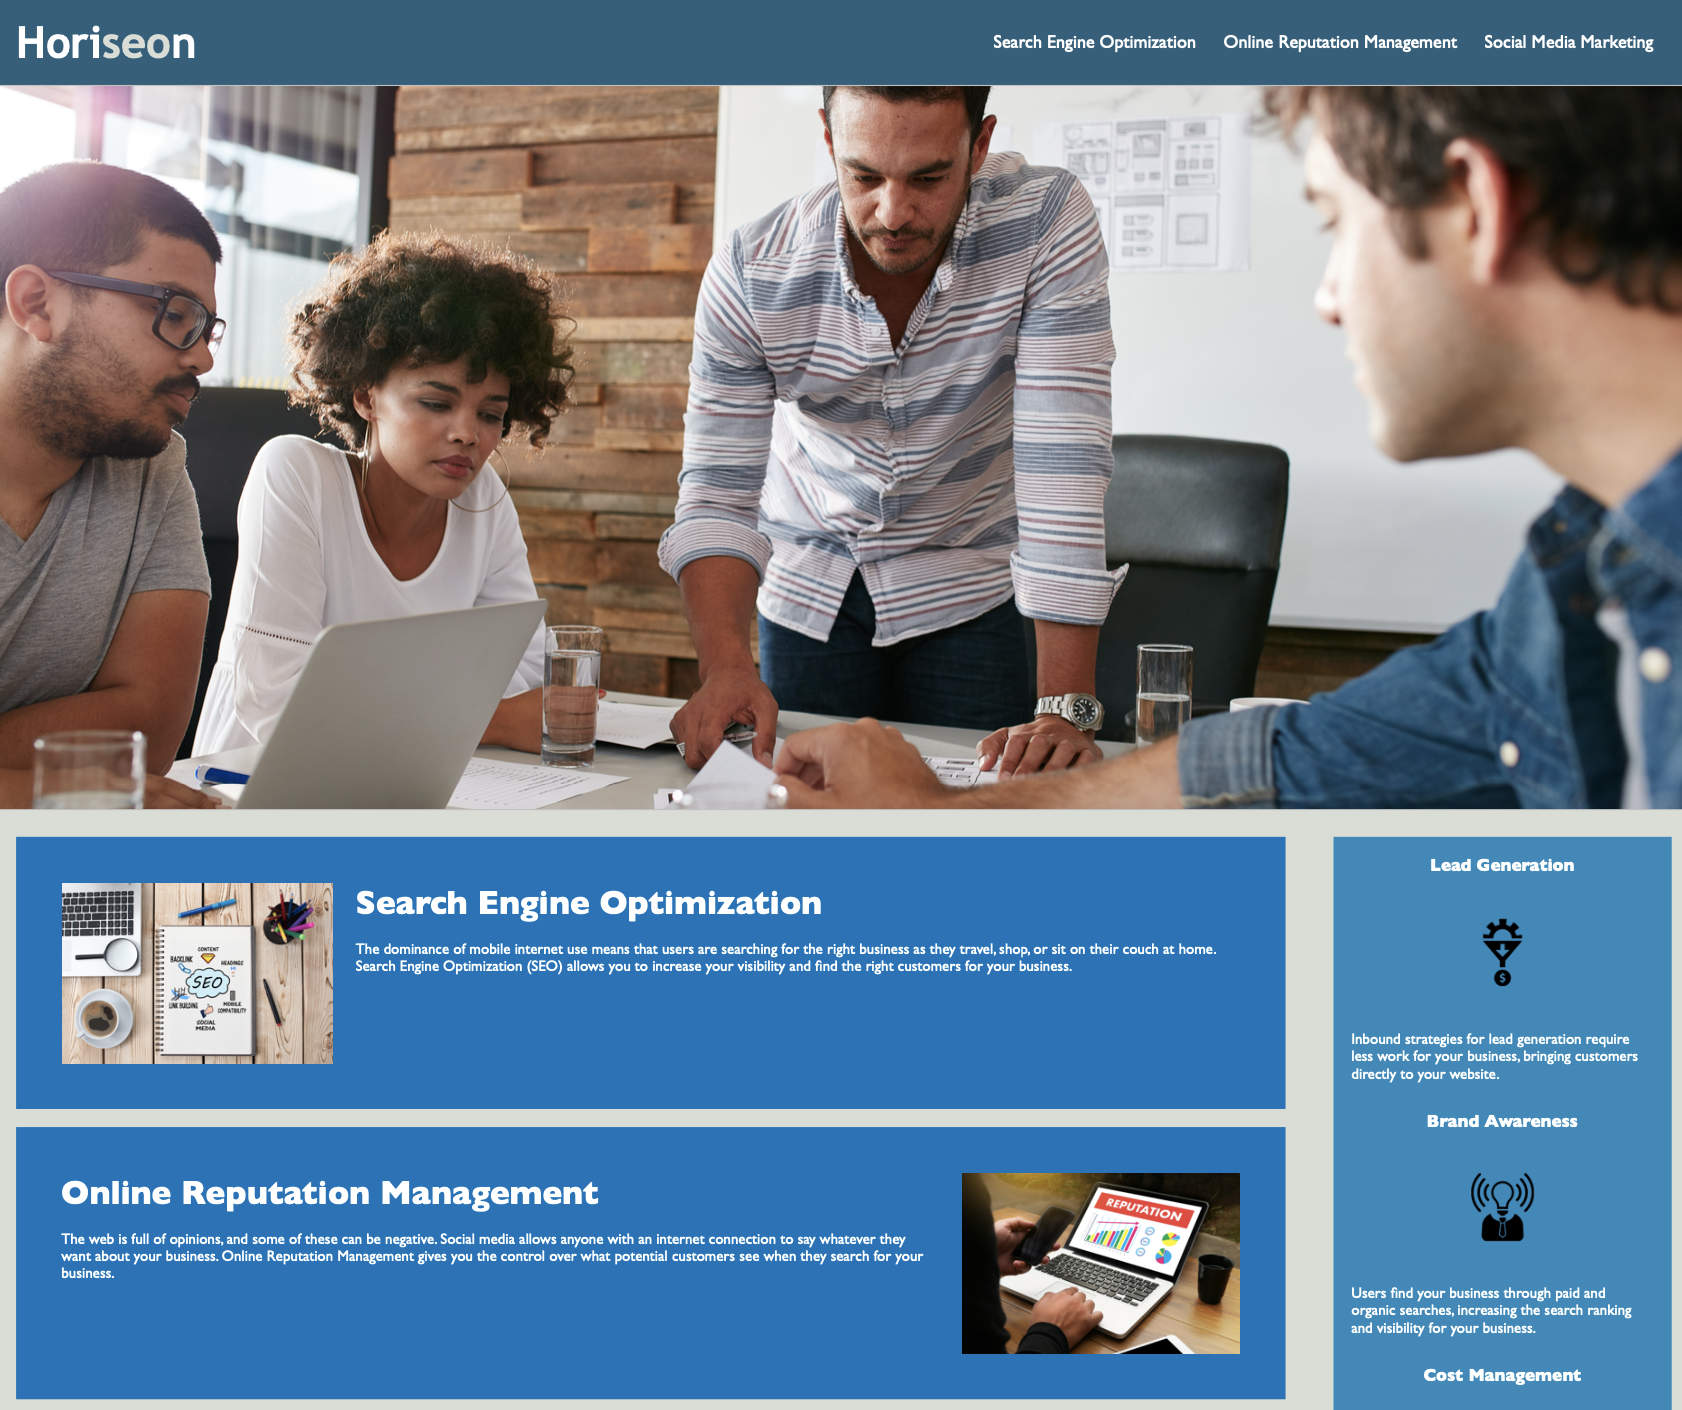 Horiseon
Search Engine Optimization
Online Reputation Management
Social Media Marketing
CONTENT
BACKLINK
HEADINGS
SEO
LINK BUILDING
MOBILE
COMPATIBILITY
SOCIAL
MEDIA
Search Engine Optimization
The dominance of mobile internet use means that users are searching for the right business as they travel, shop, or sit on their couch at home.
Search Engine Optimization (SEO) allows you to increase your visibility and find the right customers for your business.
Online Reputation Management
The web is full of opinions, and some of these can be negative. Social media allows anyone with an internet connection to say whatever they
want about your business. Online Reputation Management gives you the control over what potential customers see when they search for your
business.
REPUTATION
Lead Generation
$
Inbound strategies for lead generation require
less work for your business, bringing customers
directly to your website.
Brand Awareness
Users find your business through paid and
organic searches, increasing the search ranking
and visibility for your business.
Cost Management